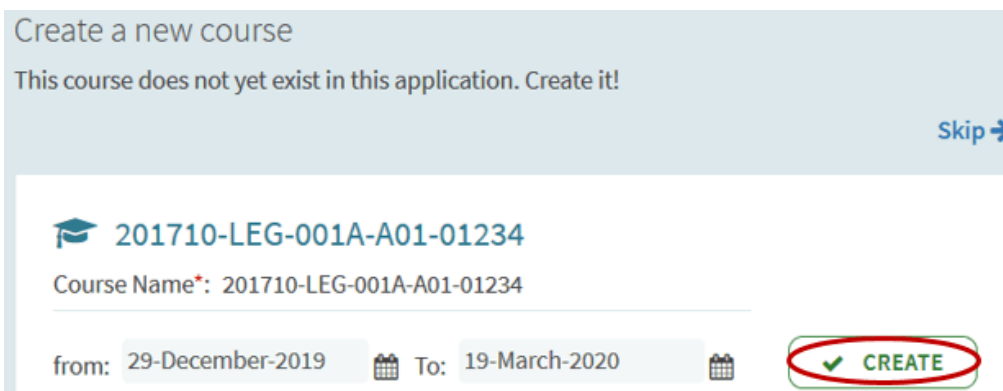 Create a new course
This course does not yet exist in this application. Create it!
Skip
201710-LEG-001A-A01-01234
Course Name*: 201710-LEG-001A-A01-01234
from: 29-December-2019 To: 19-March-2020 CREATE